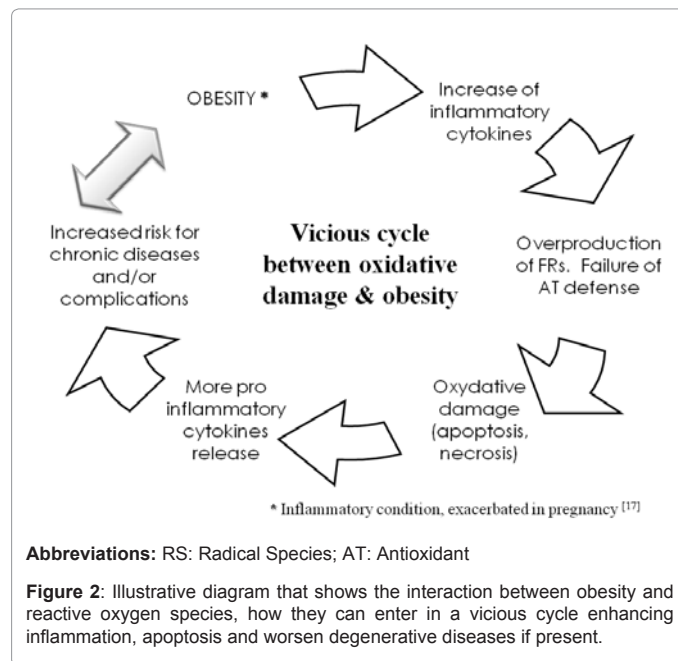 OBESITY *
Increase of
inflammatory
cytokines
Overproduction
of FRs. Failure of
AT defense
Oxydative
damage
(apoptosis,
necrosis)
More pro
inflammatory
cytokines
release
Increased risk for
chronic diseases
and/or
complications
Vicious cycle
between oxidative
damage & obesity
* Inflammatory condition, exacerbated in pregnancy [17]
Abbreviations: RS: Radical Species; AT: Antioxidant
Figure 2: Illustrative diagram that shows the interaction between obesity and
reactive oxygen species, how they can enter in a vicious cycle enhancing
inflammation, apoptosis and worsen degenerative diseases if present.